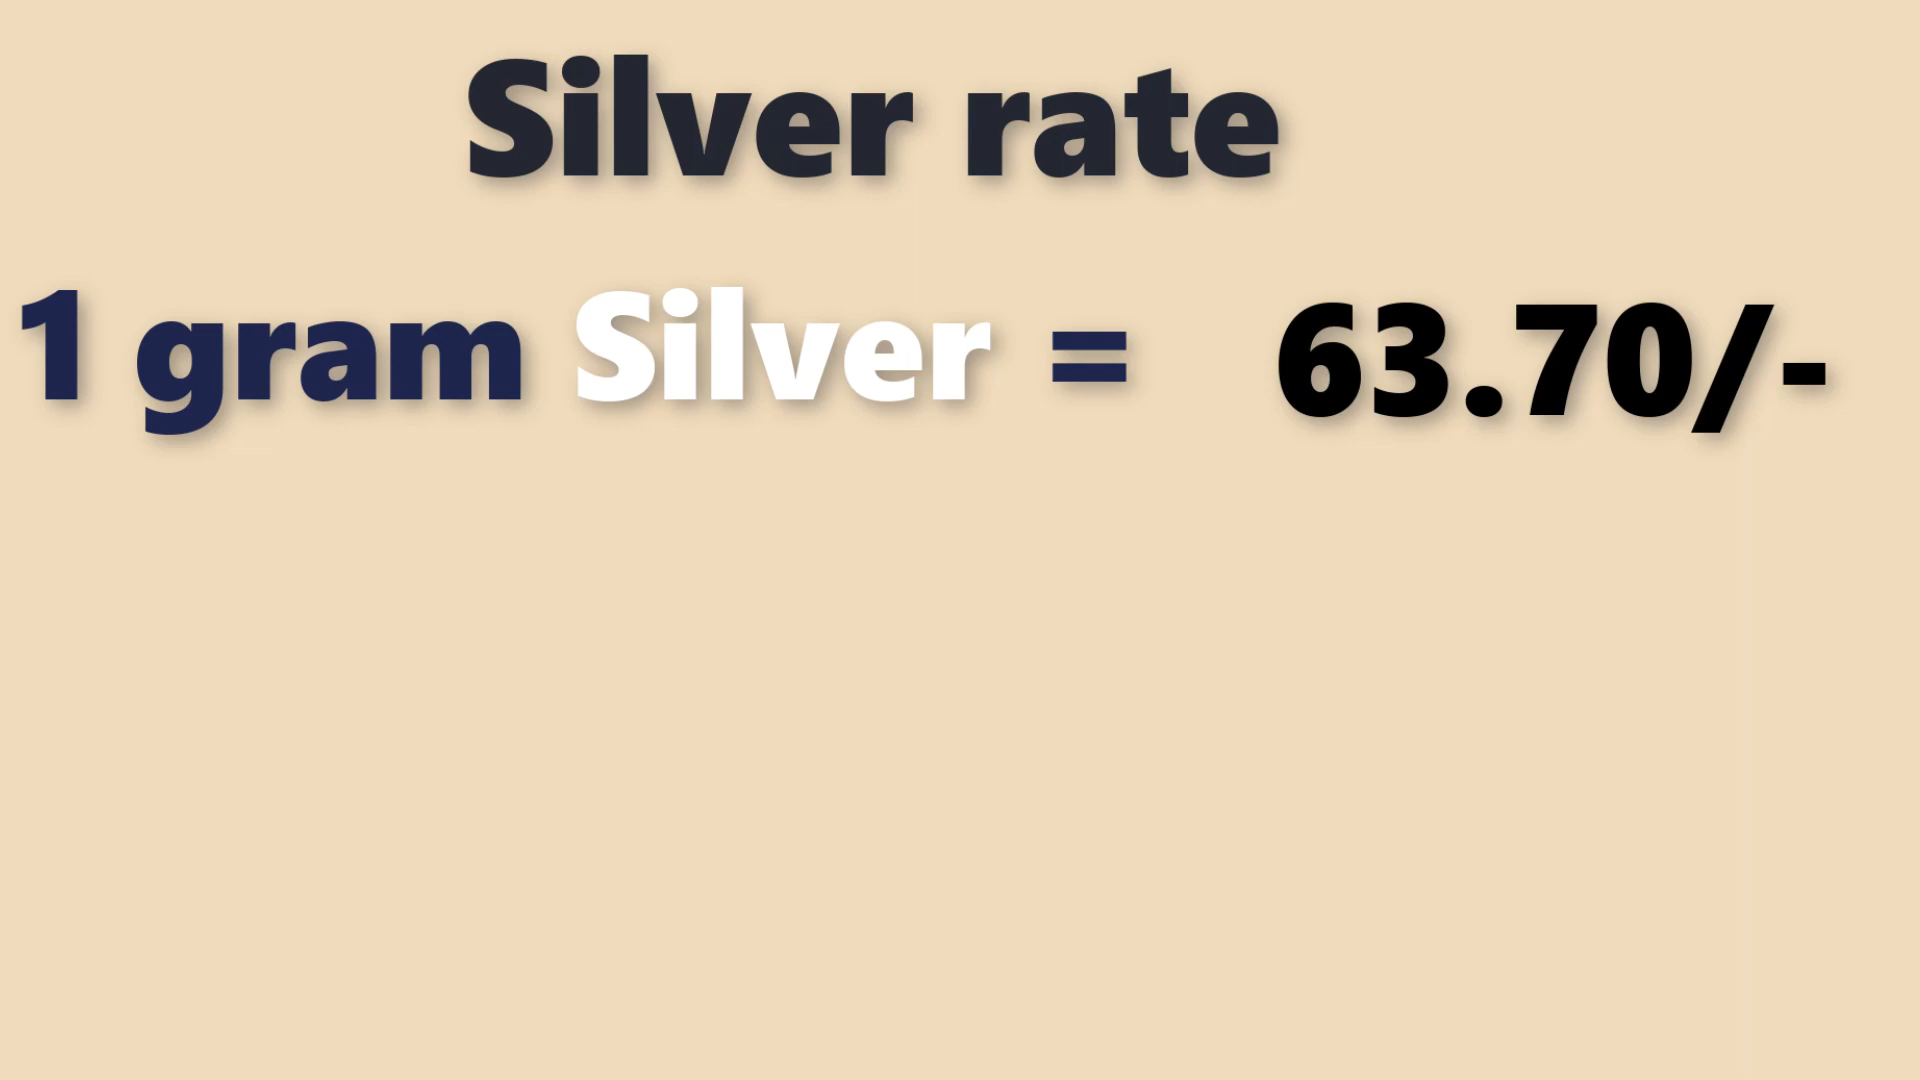 Silver rate
1 gram Silver = 63.70/-